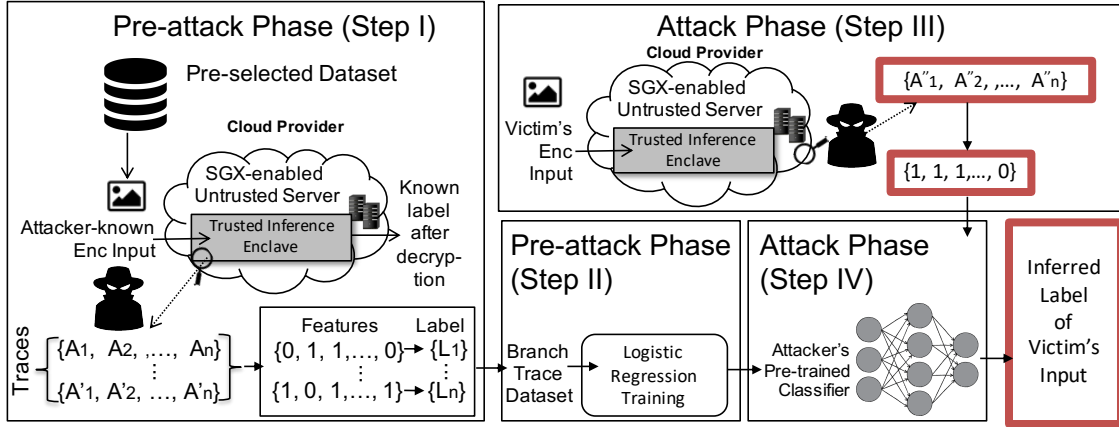 Pre-attack Phase (Step I)
Pre-selected Dataset
Cloud Provider
SGX-enabled
Untrusted Server
Trusted Inference
Enclave
Attacker-known
Enc Input
Known
label
after
decryp-
tion
Traces
{A1, A2, ,..., An}
⋮
{A'1, A'2, ..., A'n}
Features
{0, 1, 1,..., 0}
⋮
{1, 0, 1,..., 1}
Label
{L1}
⋮
{Ln}
Pre-attack Phase
(Step II)
Branch
Trace
Dataset
Logistic
Regression
Training
Attack Phase (Step III)
Cloud Provider
SGX-enabled
Untrusted Server
Trusted Inference
Enclave
Victim's
Enc
Input
{A''1, A''2, ,..., A''n}
{1, 1, 1,..., 0}
Attack Phase
(Step IV)
Attacker's
Pre-trained
Classifier
Inferred
Label
of
Victim's
Input